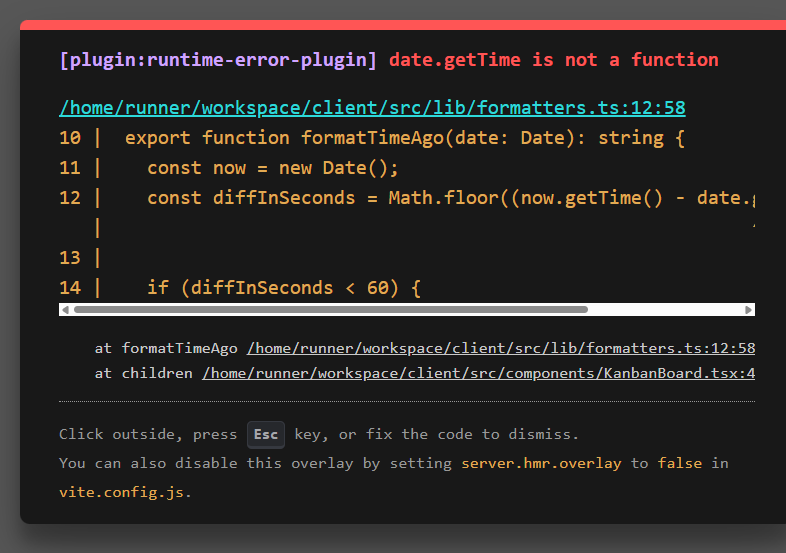 [plugin:runtime-error-plugin] date.getTime is not a function
/home/runner/workspace/client/src/lib/formatters.ts:12:58
10 |  export function formatTimeAgo(date: Date): string {
11 |    const now = new Date();
12 |    const diffInSeconds = Math.floor((now.getTime() - date.g
   |                                                           ^
13 |
14 |    if (diffInSeconds < 60) {
at formatTimeAgo /home/runner/workspace/client/src/lib/formatters.ts:12:58
at children /home/runner/workspace/client/src/components/KanbanBoard.tsx:4
Click outside, press Esc key, or fix the code to dismiss.
You can also disable this overlay by setting server.hmr.overlay to false in
vite.config.js.